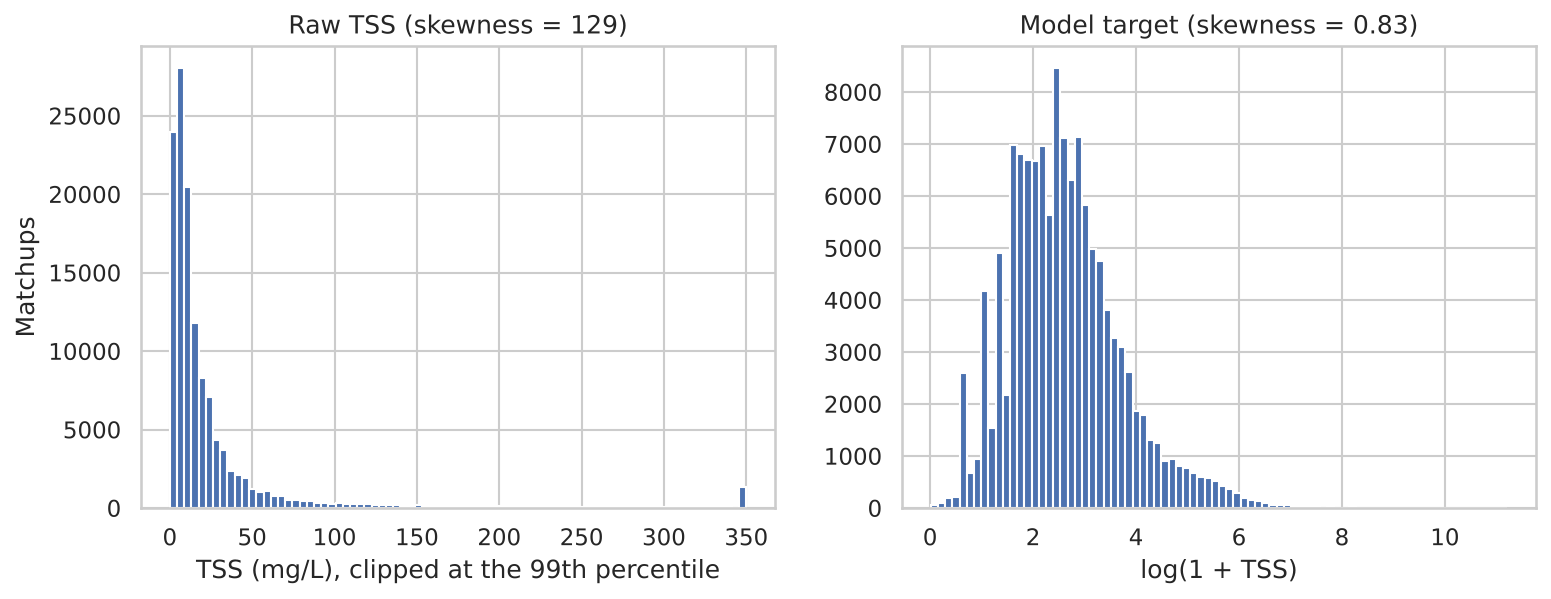 Raw TSS (skewness = 129)
Matchups
25000
20000
15000
10000
5000
0
0 50 100 150 200 250 300 350
TSS (mg/L), clipped at the 99th percentile
Model target (skewness = 0.83)
8000
7000
6000
5000
4000
3000
2000
1000
0
0 2 4 6 8 10
log(1 + TSS)